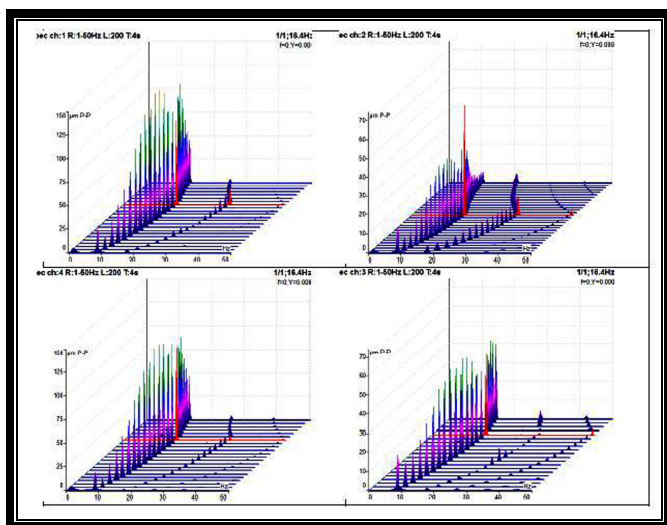 ec ch:1 R:1-50Hz L:200 T:4s 1/1;16.4Hz
f=0,Y=0.00
150 μm P-P
125
100
75
50
25
0
Hz
0 10 20 30 40
ec ch:2 R:1-50Hz L:200 T:4s 1/1;16.4Hz
f=0,Y=0.000
70 μm P-P
60
50
40
30
20
10
0
Hz
0 10 20 30 40 50
ec ch:4 R:1-50Hz L:200 T:4s 1/1;16.4Hz
f=0,Y=0.000
150 μm P-P
125
100
75
50
25
0
Hz
0 10 20 30 40 50
ec ch:3 R:1-50Hz L:200 T:4s 1/1;16.4Hz
f=0,Y=0.000
μm P-P
60
50
40
30
20
10
0
Hz
0 10 20 30 40 50